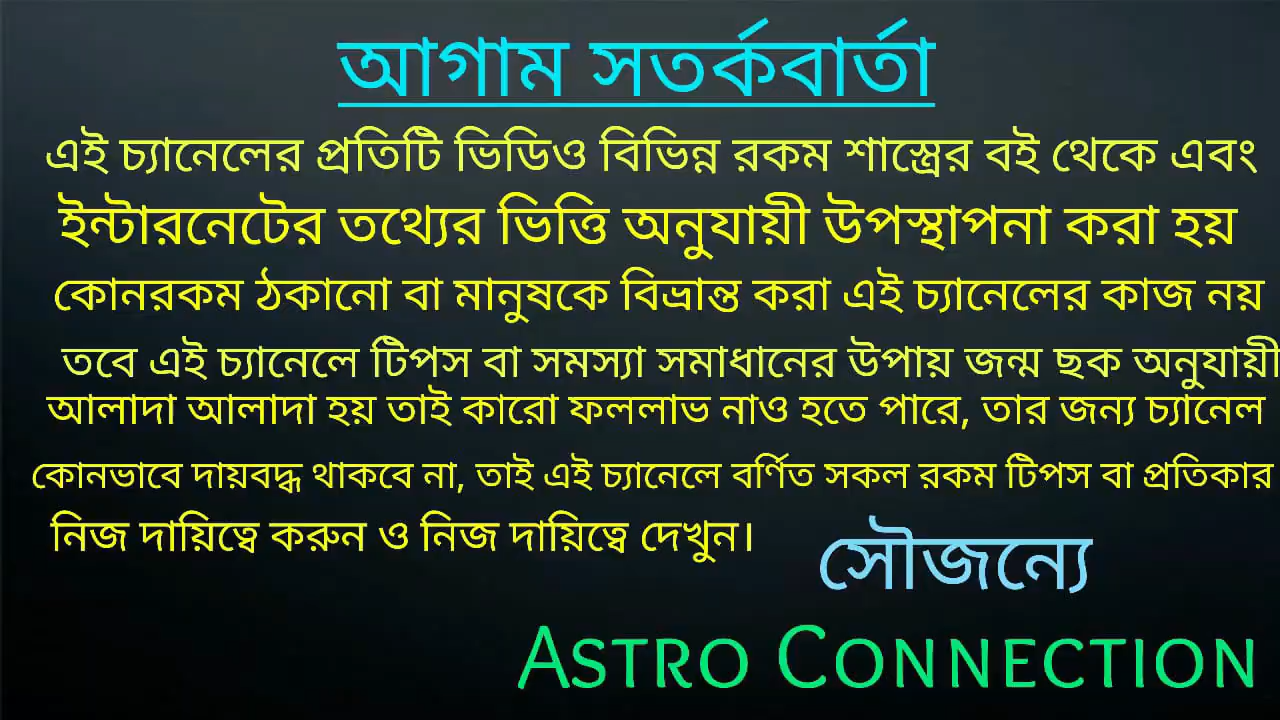 আগাম সতর্কবার্তা
এই চ্যানেলের প্রতিটি ভিডিও বিভিন্ন রকম শাস্ত্রের বই থেকে এবং
ইন্টারনেটের তথ্যের ভিত্তি অনুযায়ী উপস্থাপনা করা হয়
কোনরকম ঠকানো বা মানুষকে বিভ্রান্ত করা এই চ্যানেলের কাজ নয়
তবে এই চ্যানেলে টিপস বা সমস্যা সমাধানের উপায় জন্ম ছক অনুযায়ী
আলাদা আলাদা হয় তাই কারো ফললাভ নাও হতে পারে, তার জন্য চ্যানেল
কোনভাবে দায়বদ্ধ থাকবে না, তাই এই চ্যানেলে বর্ণিত সকল রকম টিপস বা প্রতিকার
নিজ দায়িত্বে করুন ও নিজ দায়িত্বে দেখুন।
সৌজন্যে
ASTRO CONNECTION